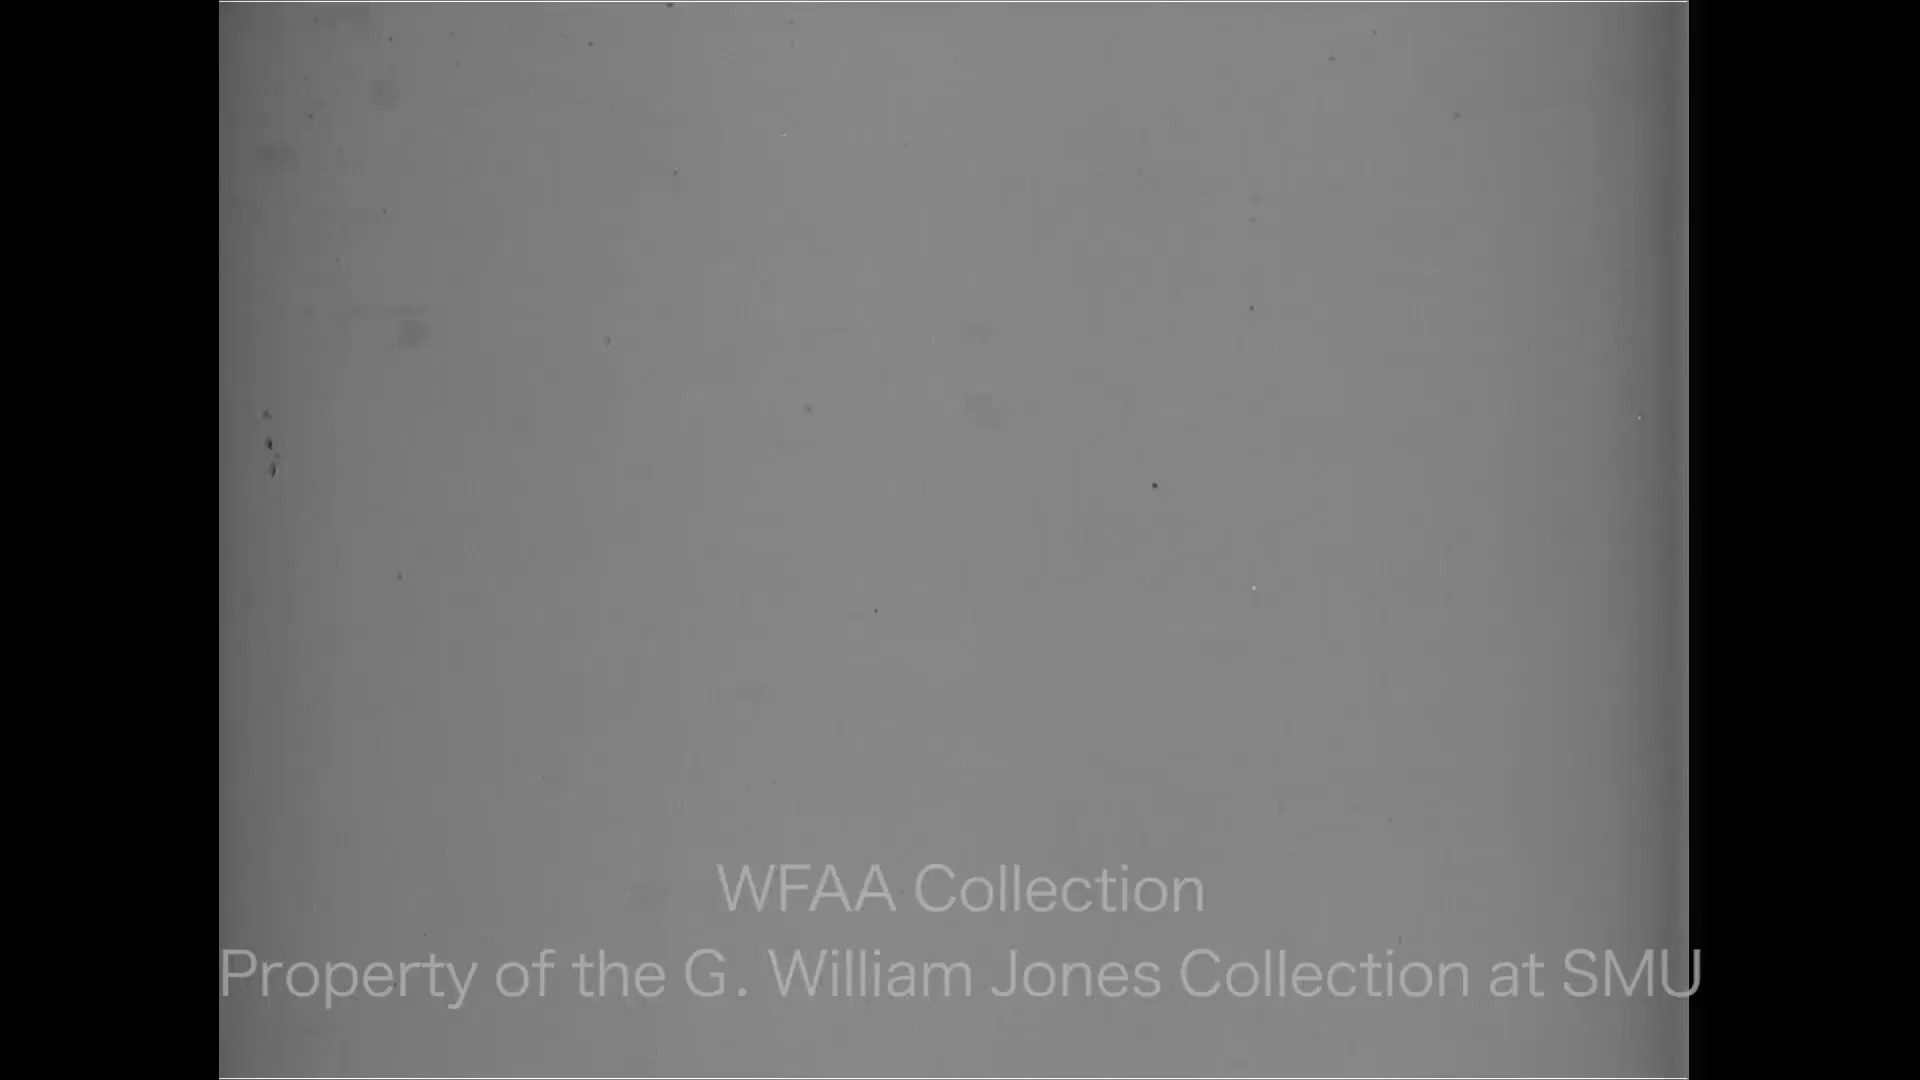 WFAA Collection
Property of the G. William Jones Collection at SMU